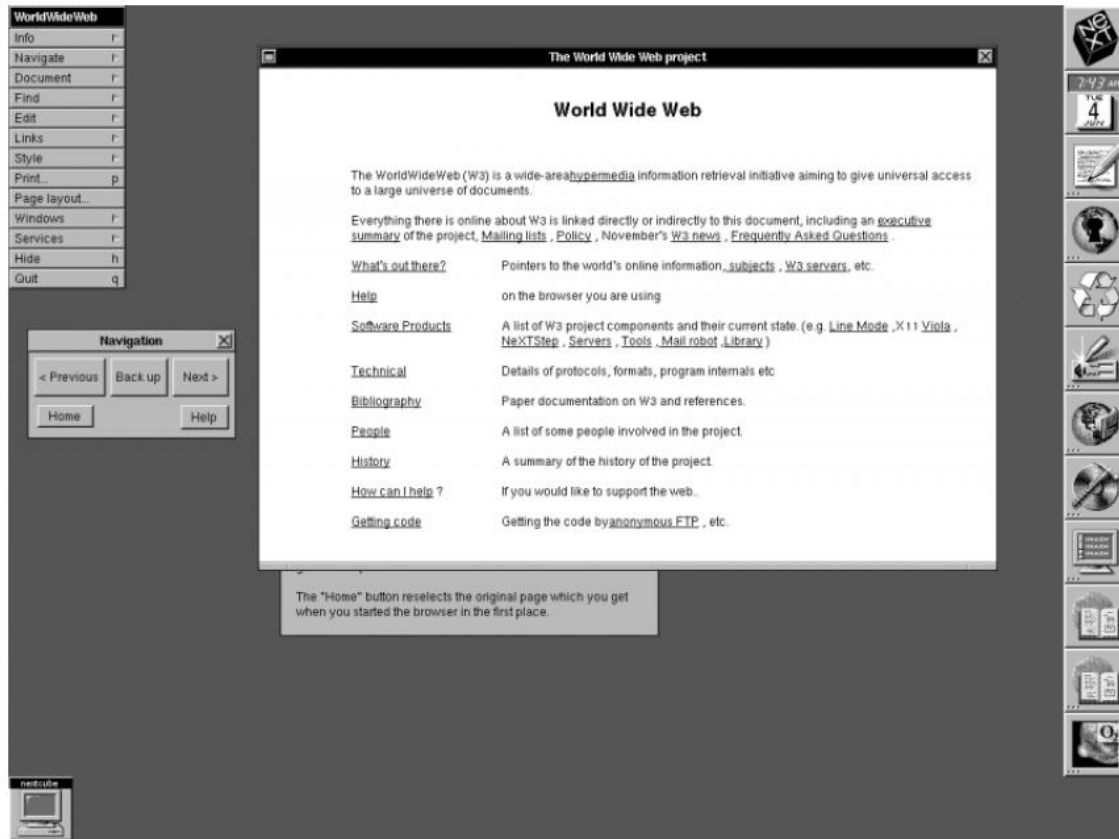 WorldWideWeb
Info
Navigate
Document
Find
Edit
Links
Style
Print... p
Page layout...
Windows
Services
Hide h
Quit q
Navigation
< Previous Back up Next >
Home Help
The World Wide Web project
World Wide Web
The WorldWideWeb (W3) is a wide-areahypermedia information retrieval initiative aiming to give universal access
to a large universe of documents.
Everything there is online about W3 is linked directly or indirectly to this document, including an executive
summary of the project, Mailing lists , Policy , November's W3 news , Frequently Asked Questions .
What's out there? Pointers to the world's online information, subjects , W3 servers, etc.
Help on the browser you are using
Software Products A list of W3 project components and their current state. (e.g. Line Mode ,X11 Viola ,
NeXTStep , Servers , Tools , Mail robot ,Library )
Technical Details of protocols, formats, program internals etc
Bibliography Paper documentation on W3 and references.
People A list of some people involved in the project.
History A summary of the history of the project.
How can I help ? If you would like to support the web..
Getting code Getting the code byanonymous FTP , etc.
The "Home" button reselects the original page which you get
when you started the browser in the first place.
NeXT
7:43 AM
TUE
4
JUN
nextcube